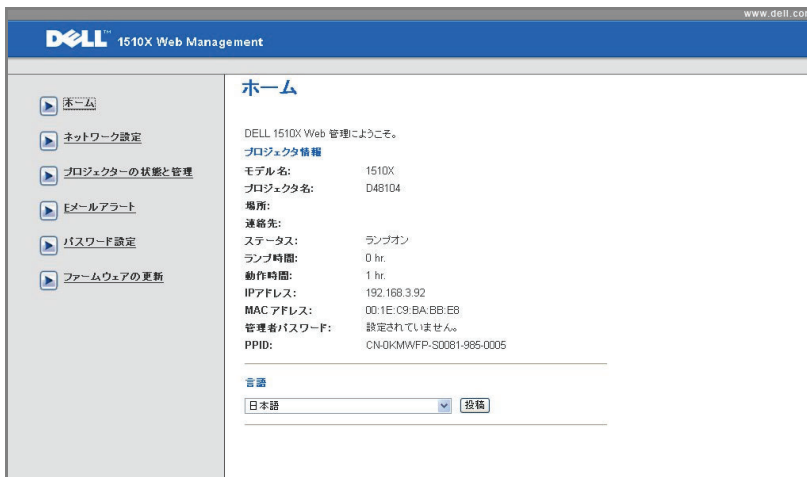 www.dell.com
DELL™ 1510X Web Management
ホーム
ネットワーク設定
プロジェクターの状態と管理
Eメールアラート
パスワード設定
ファームウェアの更新
ホーム
DELL 1510X Web 管理にようこそ。
プロジェクタ情報
モデル名: 1510X
プロジェクタ名: D48104
場所:
連絡先:
ステータス: ランプオン
ランプ時間: 0 hr.
動作時間: 1 hr.
IPアドレス: 192.168.3.92
MAC アドレス: 00:1E:C9:BA:BB:E8
管理者パスワード: 設定されていません。
PPID: CN-0KMWFP-S0081-985-0005
言語
日本語 投稿